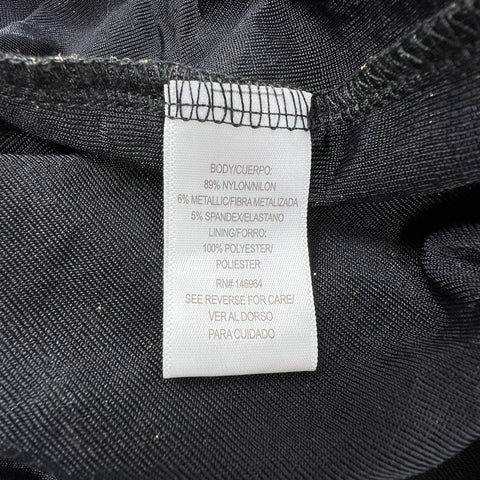 BODY/CUERPO:
89% NYLON/NILON
6% METALLIC/FIBRA METALIZADA
5% SPANDEX/ELASTANO
LINING/FORRO:
100% POLYESTER/
POLIESTER
RN# 146964
SEE REVERSE FOR CARE/
VER AL DORSO
PARA CUIDADO